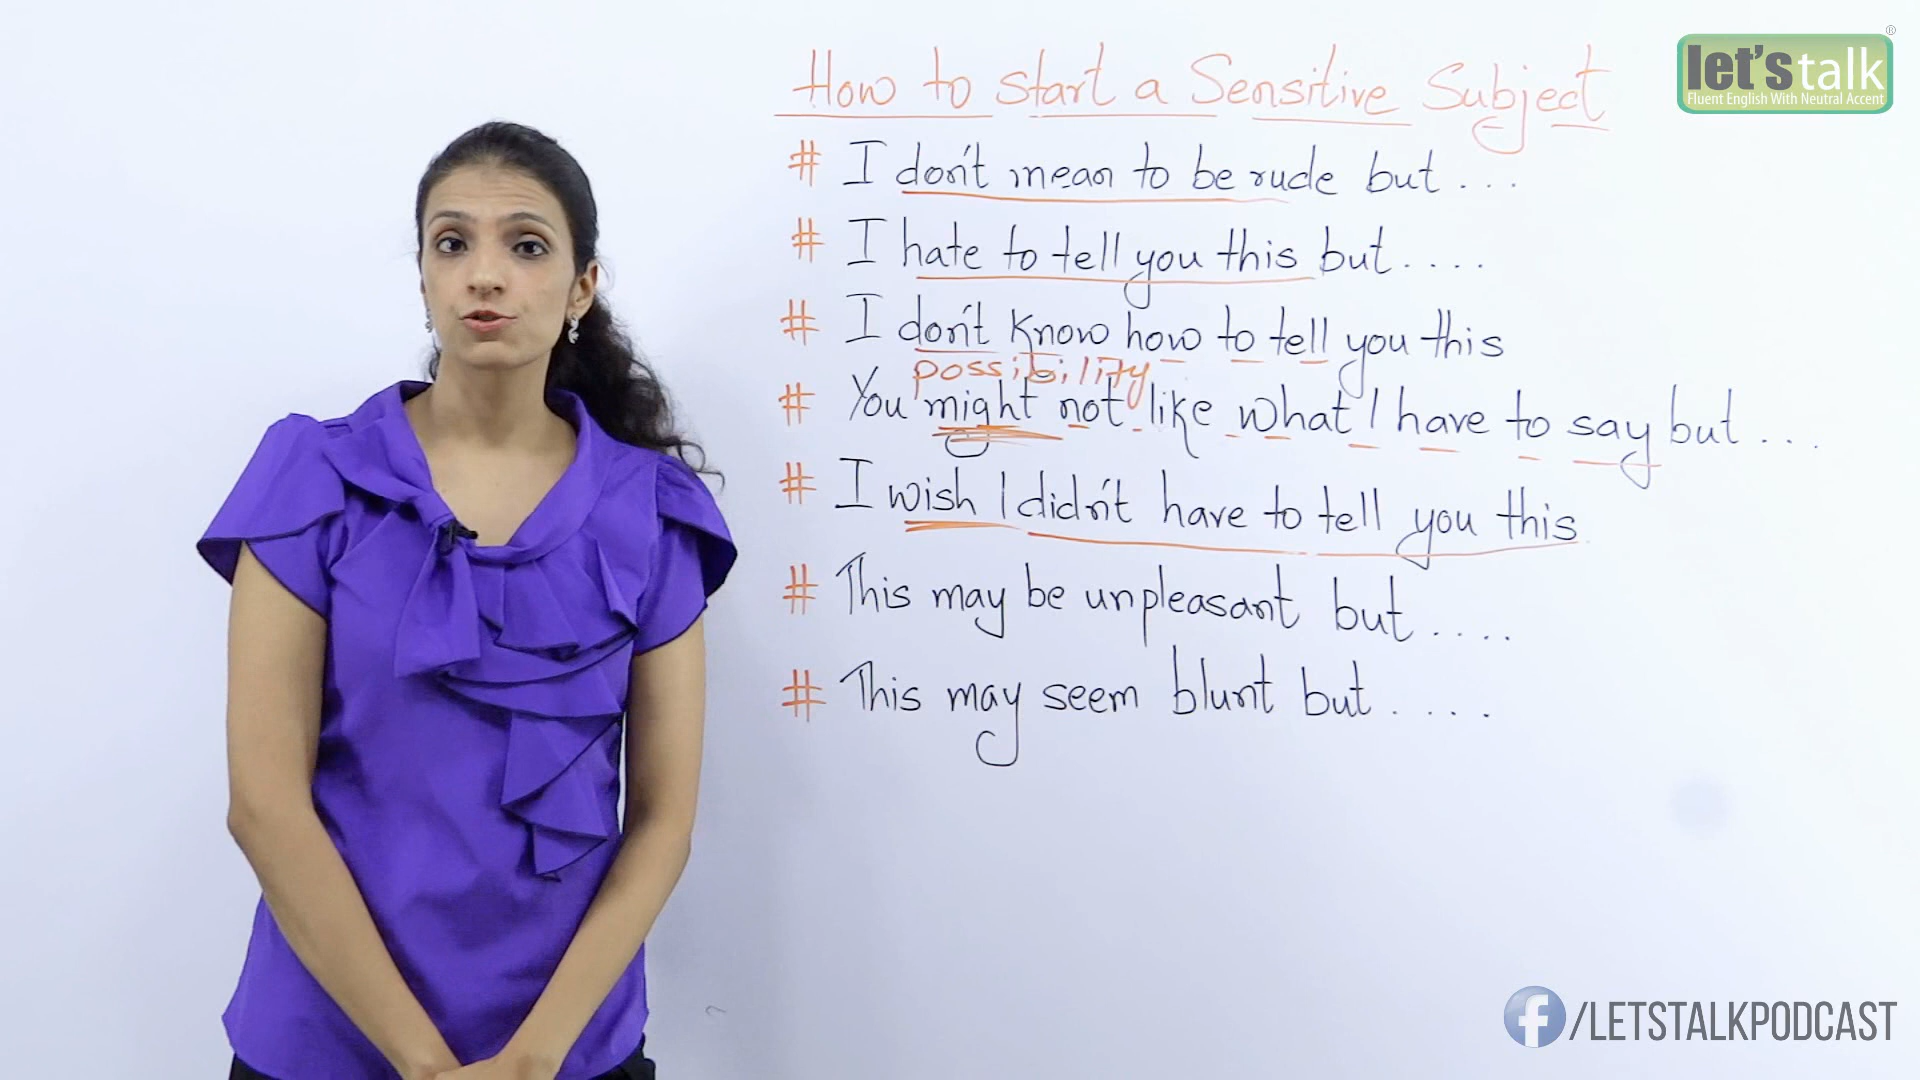 How to start a Sensitive Subject
let's talk®
Fluent English With Neutral Accent
# I don't mean to be rude but ...
# I hate to tell you this but ....
# I don't know how to tell you this
possibility
# You might not like what I have to say but ...
# I wish I didn't have to tell you this
# This may be unpleasant but ....
# This may seem blunt but ....
f /LETSTALKPODCAST